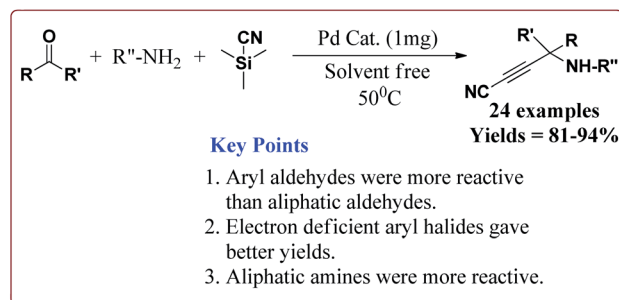 O
R R'
+ R"-NH₂ +
CN
Si
Pd Cat. (1mg)
Solvent free
50⁰C
R' R
NH-R"
NC
24 examples
Yields = 81-94%
Key Points
1. Aryl aldehydes were more reactive
than aliphatic aldehydes.
2. Electron deficient aryl halides gave
better yields.
3. Aliphatic amines were more reactive.